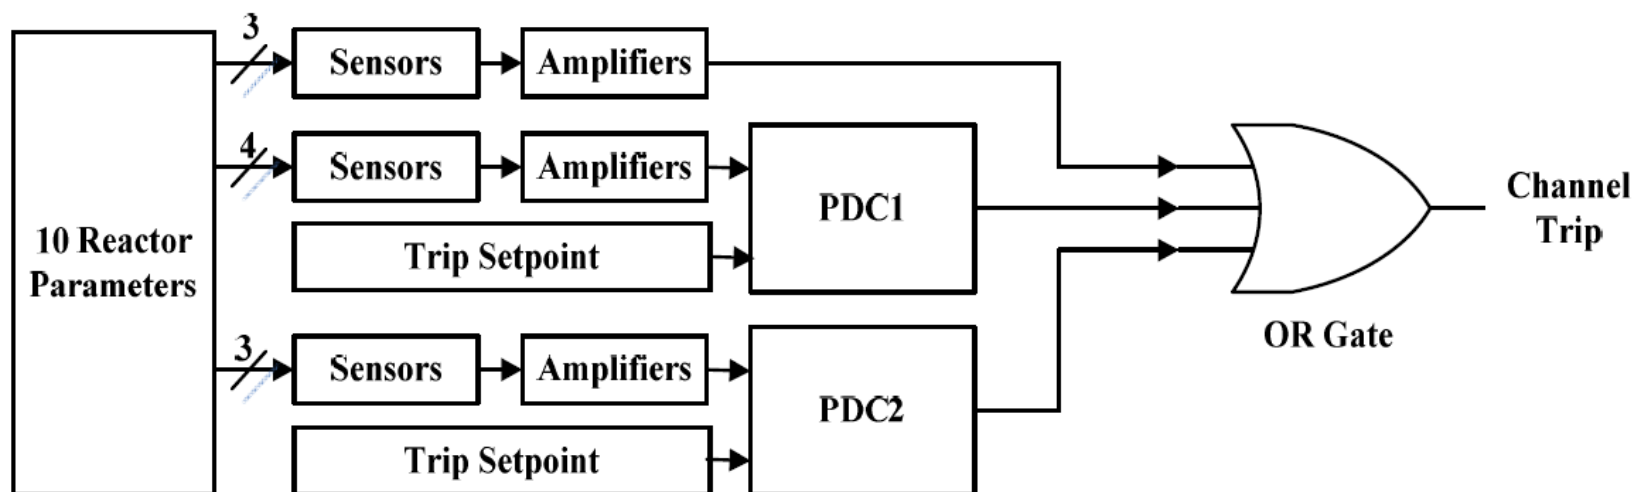 3
Sensors
Amplifiers
4
Sensors
Amplifiers
PDC1
Trip Setpoint
10 Reactor
Parameters
3
Sensors
Amplifiers
PDC2
Trip Setpoint
OR Gate
Channel
Trip